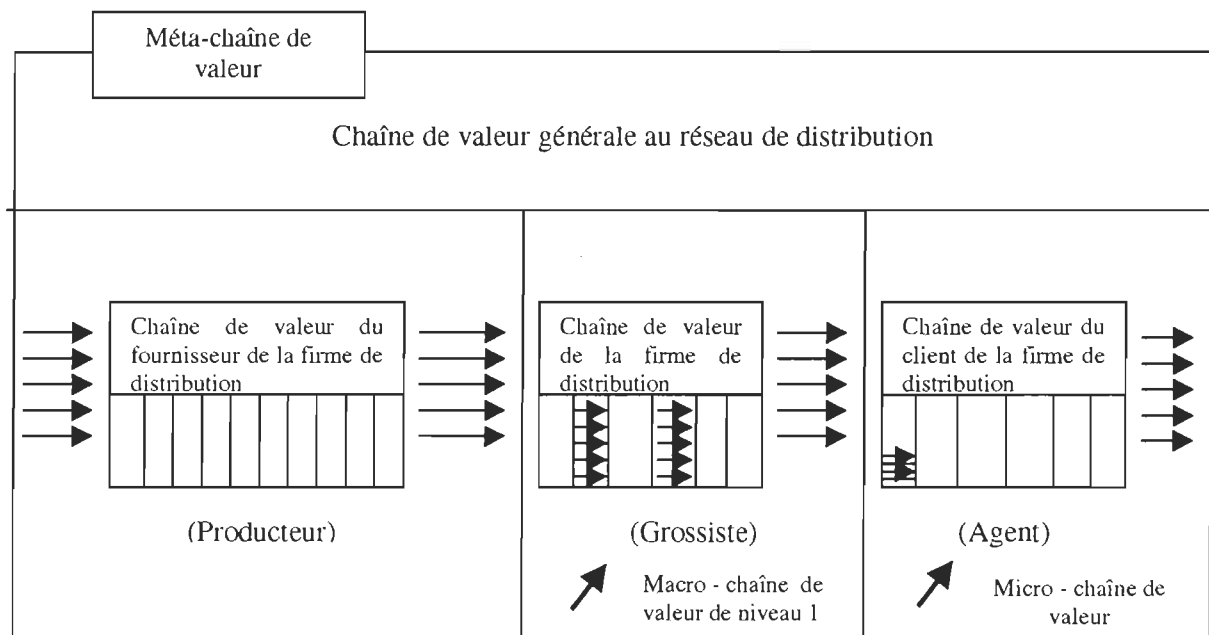 Méta-chaîne de
valeur
Chaîne de valeur générale au réseau de distribution
Chaîne de valeur du
fournisseur de la firme de
distribution
Chaîne de valeur
de la firme de
distribution
Chaîne de valeur du
client de la firme de
distribution
(Producteur)
(Grossiste)
(Agent)
Macro - chaîne de
valeur de niveau 1
Micro - chaîne de
valeur